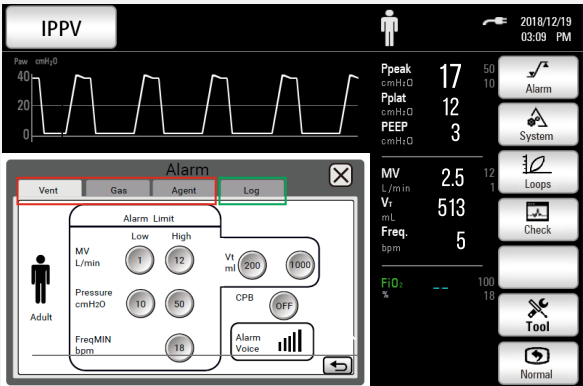 IPPV
2018/12/19
03:09 PM
Paw cmH2O
40
20
0
Ppeak 17 50
cmH2O 10
Pplat 12
cmH2O
PEEP 3
cmH2O
MV 2.5 12
L/min 1
VT 513
mL
Freq. 5
bpm
FiO2 -- 100
% 18
Alarm
System
Loops
Check
Tool
Normal
Alarm
Vent Gas Agent Log
Alarm Limit
Low High
MV
L/min 1 12
Vt
ml 200 1000
Pressure
cmH2O 10 50
CPB OFF
FreqMIN
bpm 18
Alarm
Voice
Adult